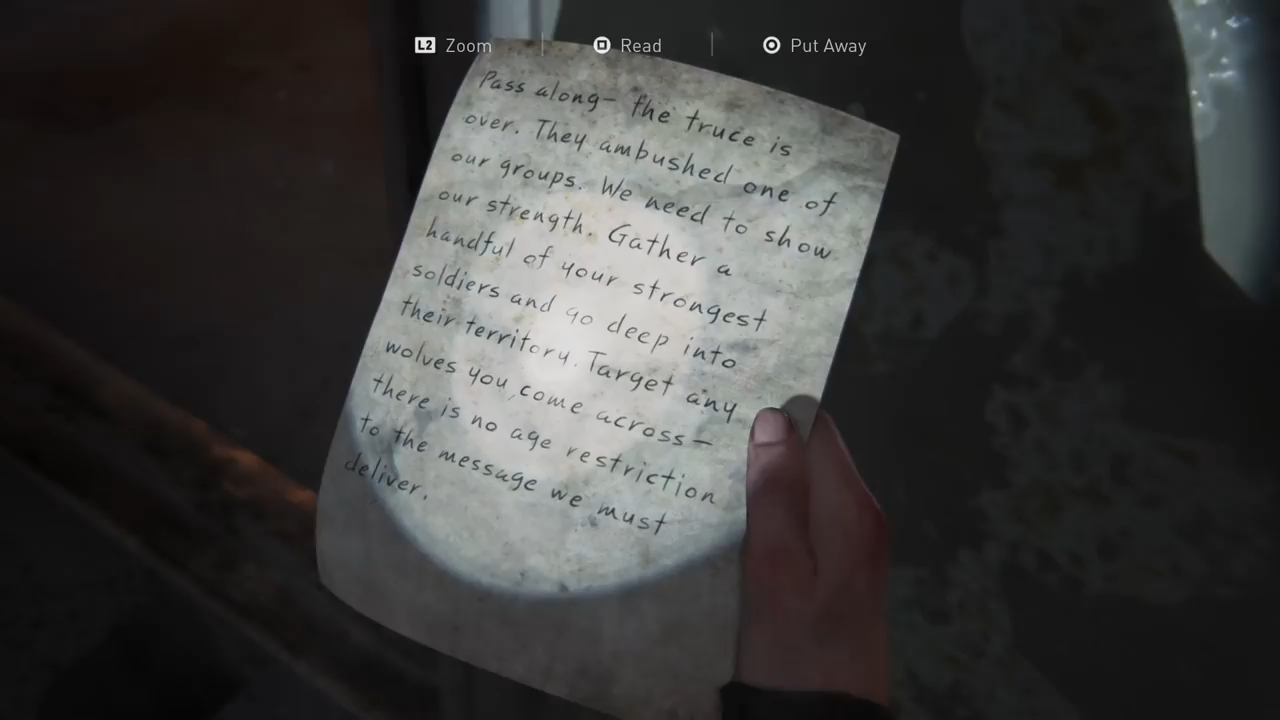 L2 Zoom | Read | Put Away
Pass along— the truce is
over. They ambushed one of
our groups. We need to show
our strength. Gather a
handful of your strongest
soldiers and go deep into
their territory. Target any
wolves you come across—
there is no age restriction
to the message we must
deliver.